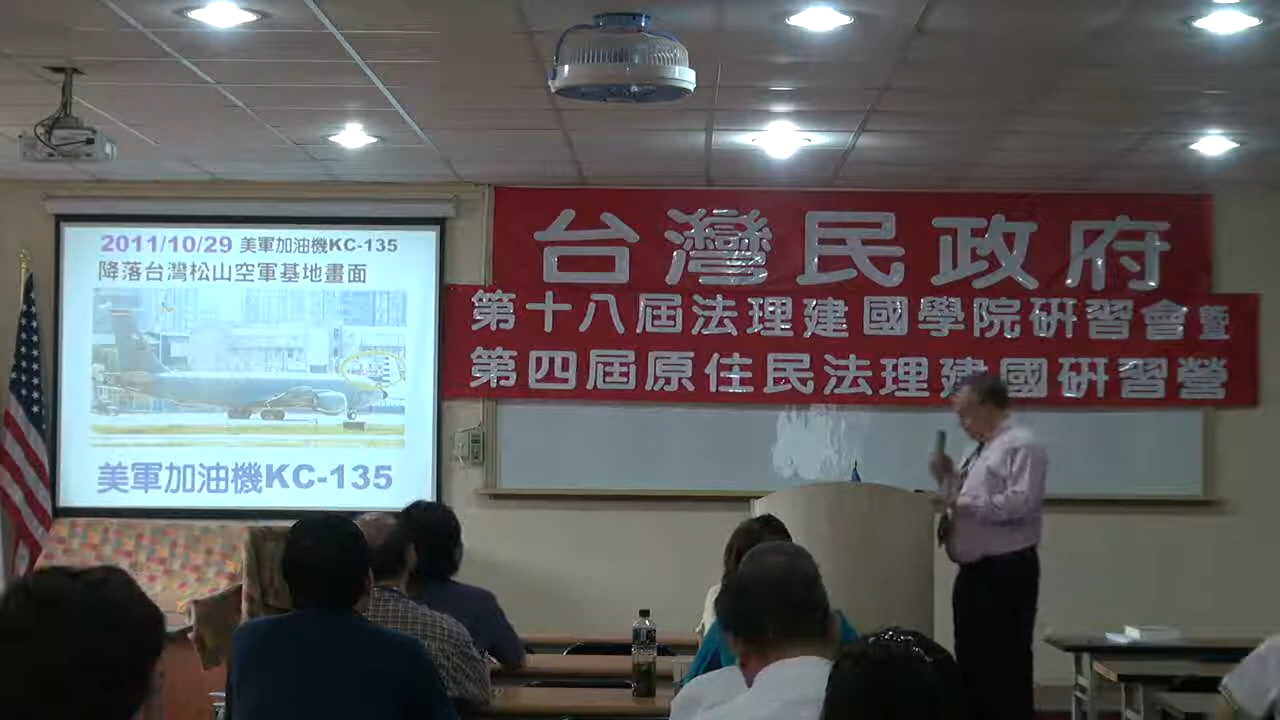 2011/10/29 美軍加油機KC-135
降落台灣松山空軍基地畫面
美軍加油機KC-135
台灣民政府
第十八屆法理建國學院研習會暨
第四屆原住民法理建國研習營